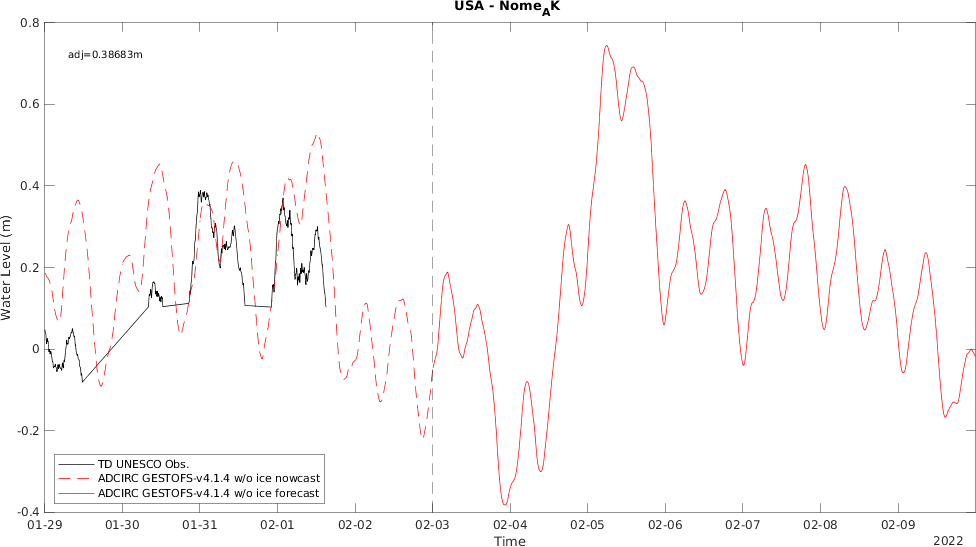 USA - Nome_AK
0.8
adj=0.38683m
0.6
0.4
0.2
0
-0.2
-0.4
Water Level (m)
TD UNESCO Obs.
ADCIRC GESTOFS-v4.1.4 w/o ice nowcast
ADCIRC GESTOFS-v4.1.4 w/o ice forecast
01-29 01-30 01-31 02-01 02-02 02-03 02-04 02-05 02-06 02-07 02-08 02-09
Time
2022